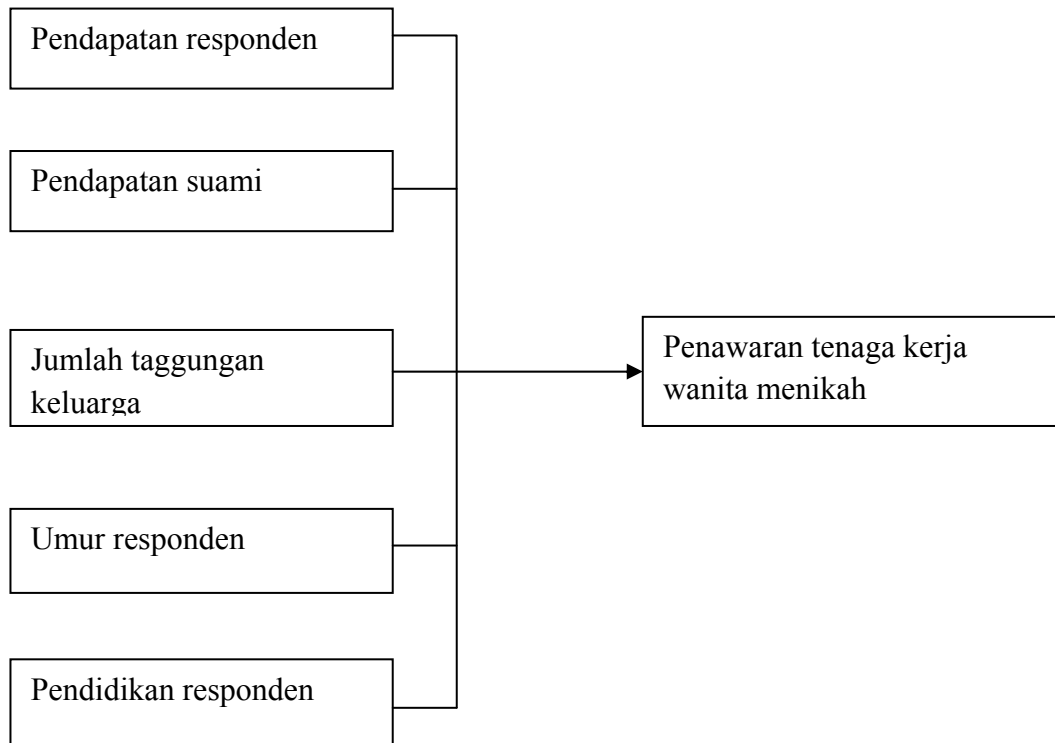 Pendapatan responden
Pendapatan suami
Jumlah taggungan
keluarga
Penawaran tenaga kerja
wanita menikah
Umur responden
Pendidikan responden